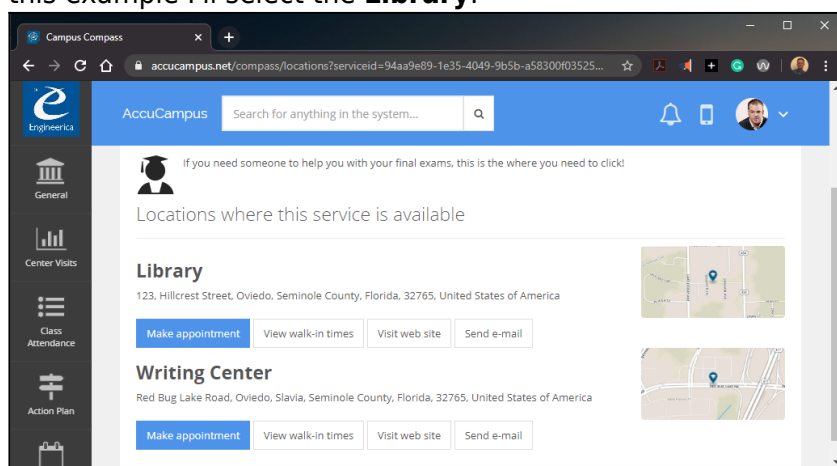 this example I'll select the Library.
Campus Compass
accucampus.net/compass/locations?serviceid=94aa9e89-1e35-4049-9b5b-a58300f03525...
Engineerica
AccuCampus
Search for anything in the system...
If you need someone to help you with your final exams, this is the where you need to click!
General
Locations where this service is available
Center Visits
Library
123, Hillcrest Street, Oviedo, Seminole County, Florida, 32765, United States of America
Class
Attendance
Make appointment View walk-in times Visit web site Send e-mail
Writing Center
Red Bug Lake Road, Oviedo, Slavia, Seminole County, Florida, 32765, United States of America
Action Plan
Make appointment View walk-in times Visit web site Send e-mail